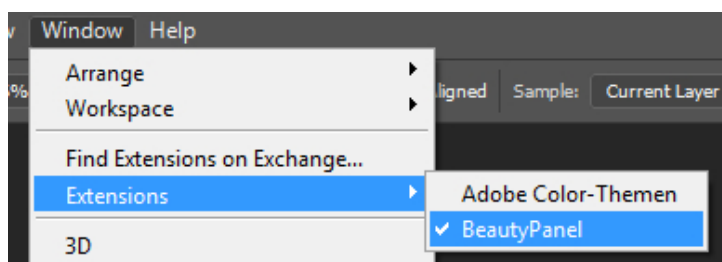 Window Help
Arrange
Workspace
ligned Sample: Current Layer
Find Extensions on Exchange...
Extensions
Adobe Color-Themen
BeautyPanel
3D